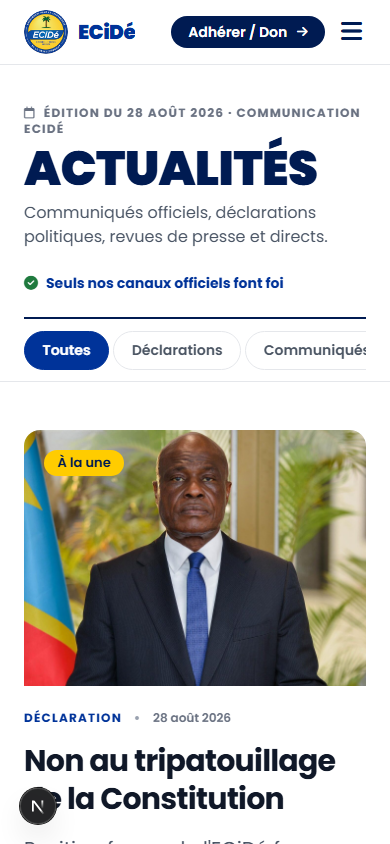 ECiDé
ECiDé
Adhérer / Don
ÉDITION DU 28 AOÛT 2026 · COMMUNICATION
ECIDÉ
ACTUALITÉS
Communiqués officiels, déclarations
politiques, revues de presse et directs.
Seuls nos canaux officiels font foi
Toutes
Déclarations
Communiqués
À la une
DÉCLARATION • 28 août 2026
Non au tripatouillage
la Constitution
N